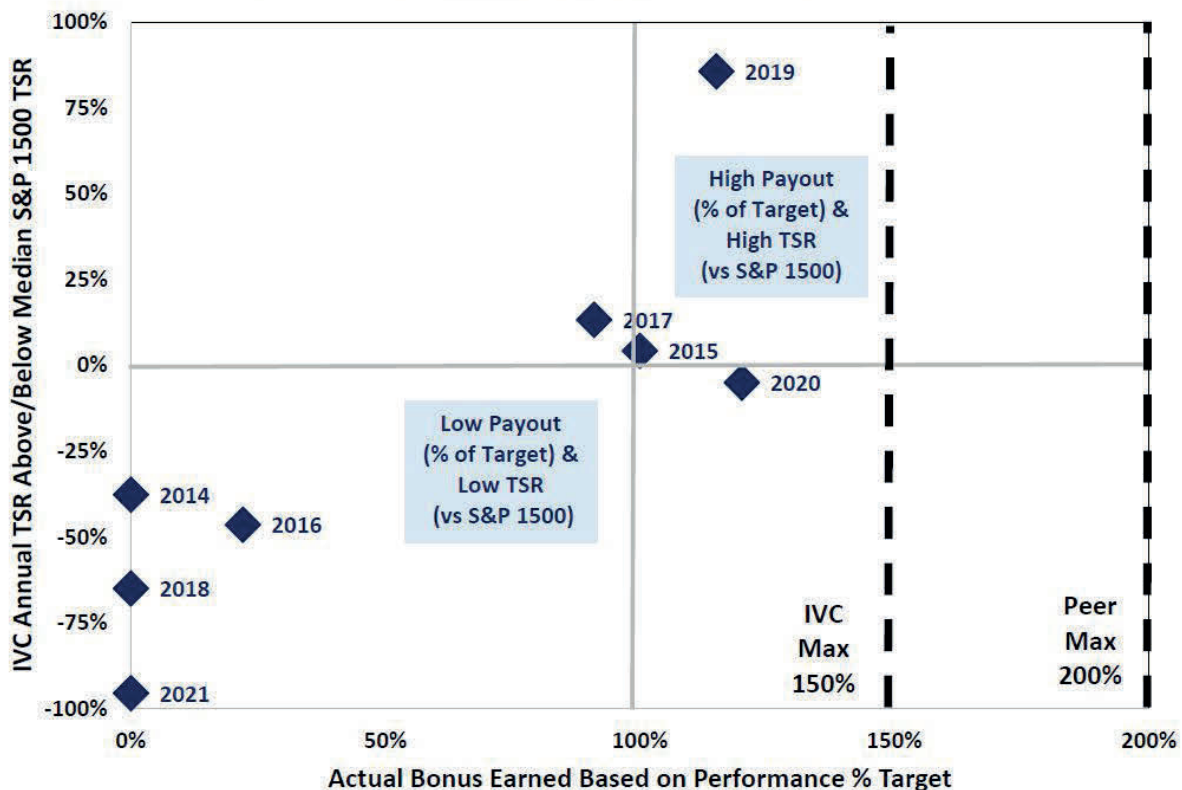 IVC Annual TSR Above/Below Median S&P 1500 TSR
100%
75%
50%
25%
0%
-25%
-50%
-75%
-100%
2019
High Payout
(% of Target) &
High TSR
(vs S&P 1500)
2017
2015
2020
Low Payout
(% of Target) &
Low TSR
(vs S&P 1500)
2014
2016
2018
2021
IVC
Max
150%
Peer
Max
200%
0%
50%
100%
150%
200%
Actual Bonus Earned Based on Performance % Target